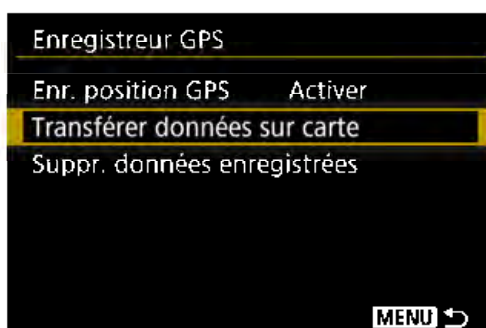 Enregistreur GPS
Enr. position GPS Activer
Transférer données sur carte
Suppr. données enregistrées
MENU